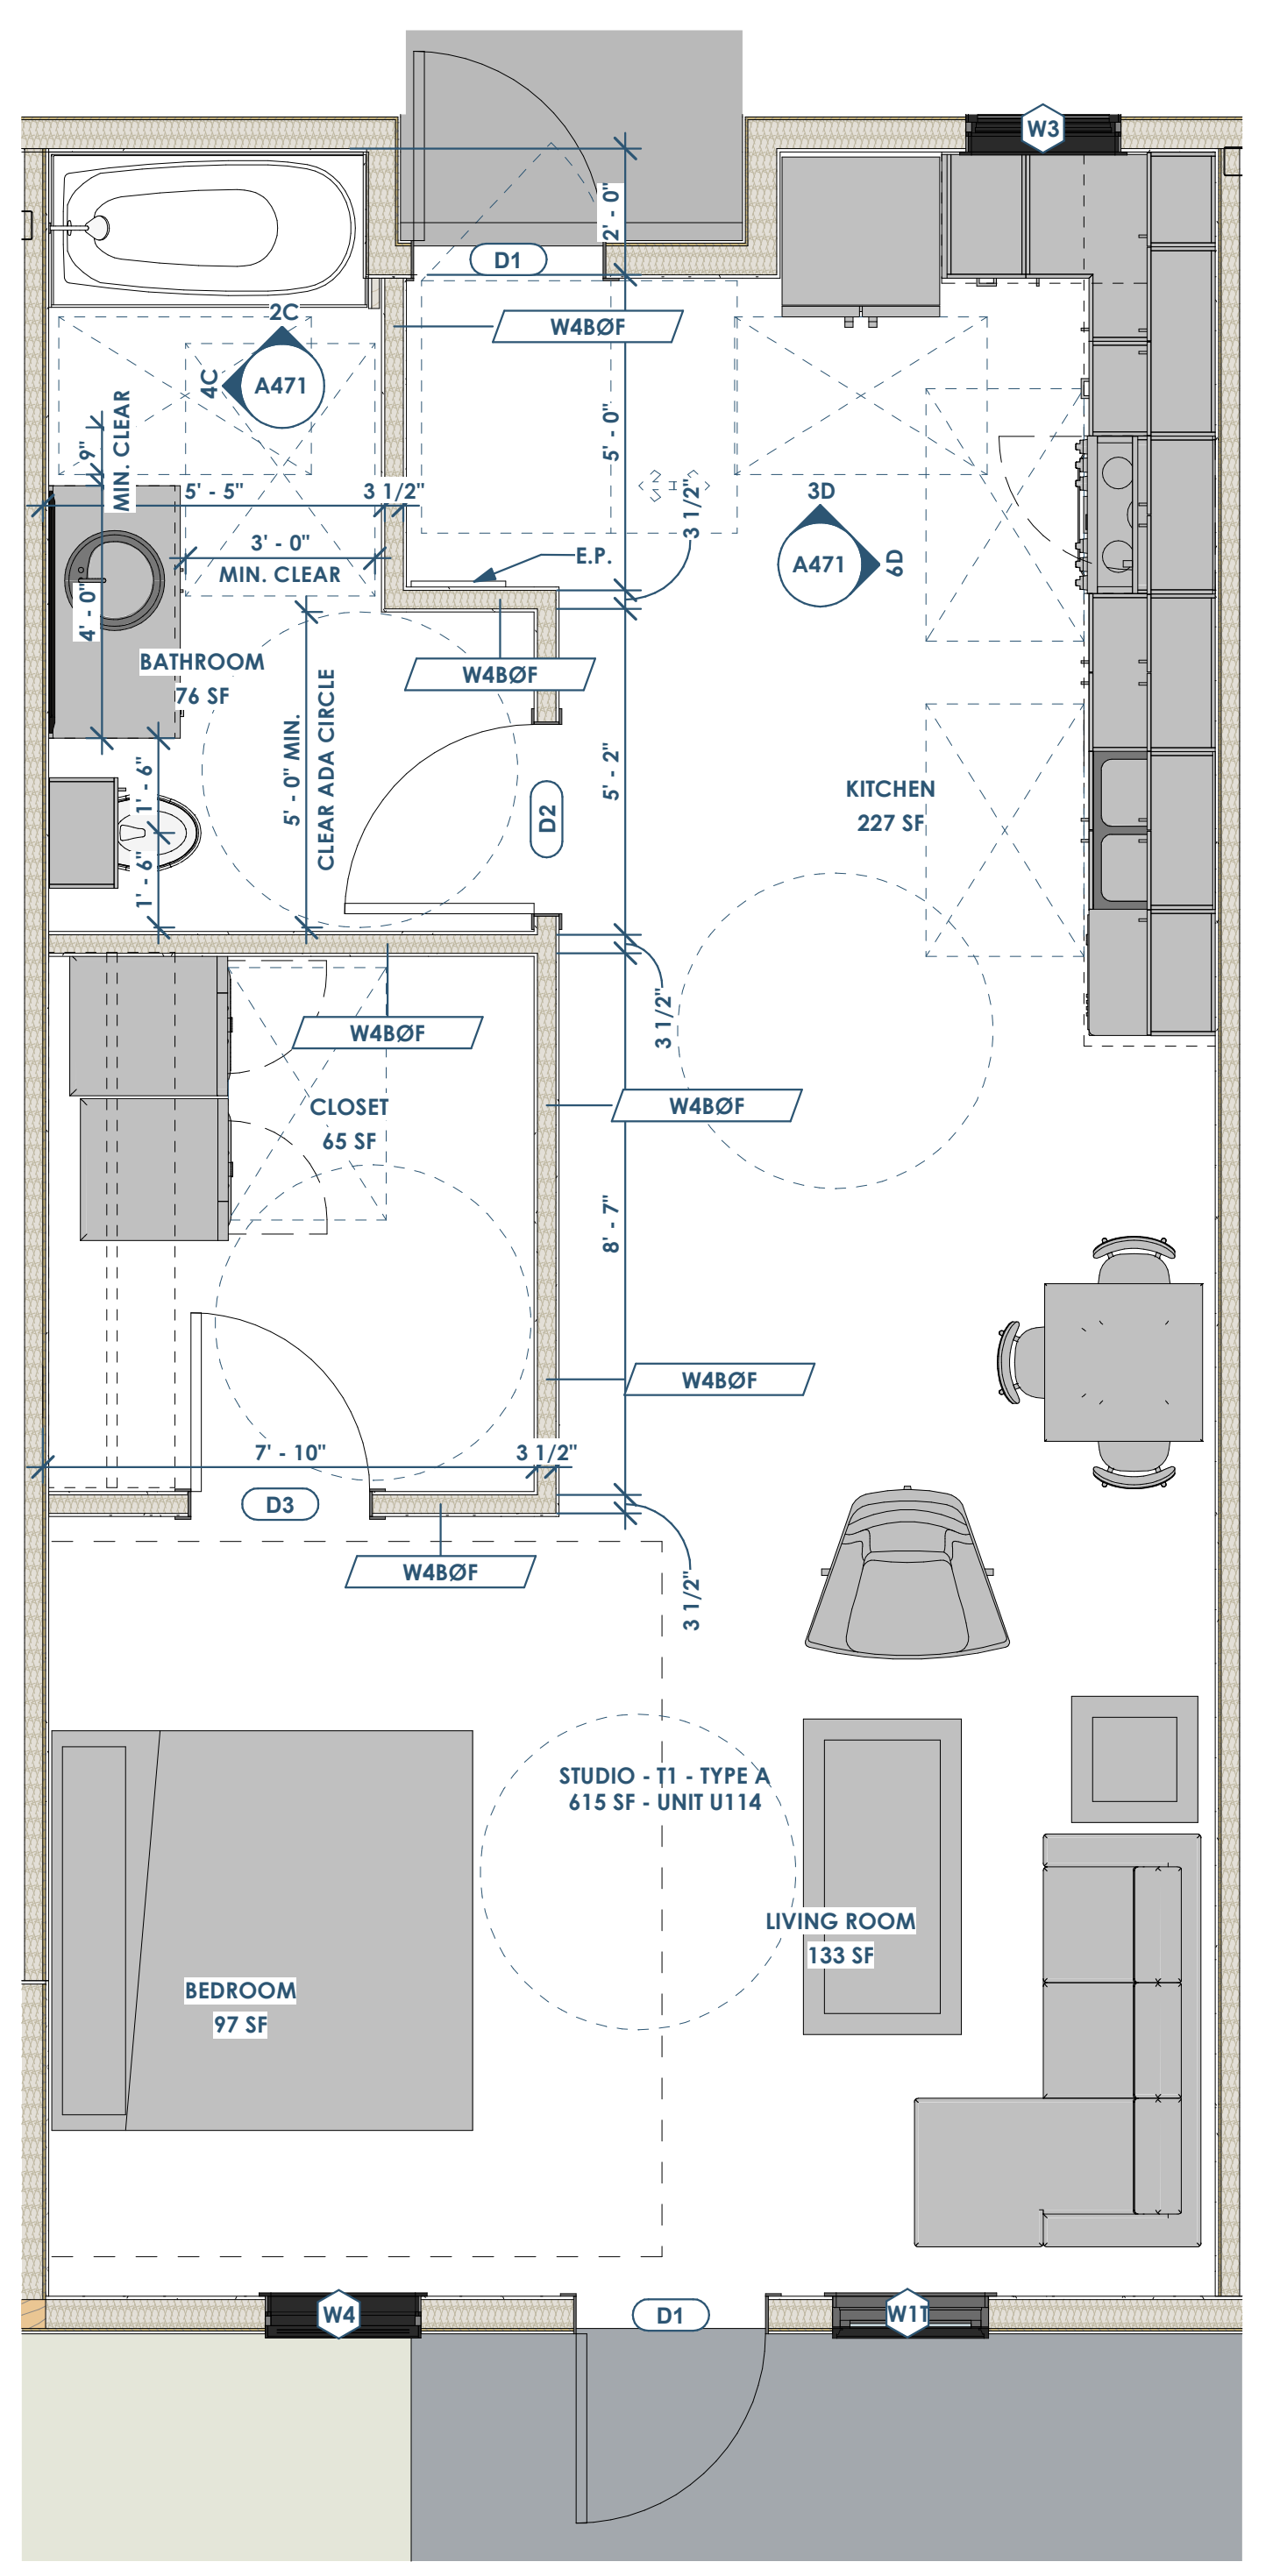 W3
2' - 0"
D1
W4BØF
2C
4C
A471
9"
MIN. CLEAR
5' - 0"
5' - 5"
3 1/2"
3 1/2"
3D
A471
6D
3' - 0"
MIN. CLEAR
E.P.
4' - 0"
BATHROOM
76 SF
W4BØF
5' - 0" MIN.
CLEAR ADA CIRCLE
1' - 6"
1' - 6"
5' - 2"
D2
KITCHEN
227 SF
3 1/2"
W4BØF
CLOSET
65 SF
W4BØF
8' - 7"
W4BØF
7' - 10"
3 1/2"
D3
W4BØF
3 1/2"
STUDIO - T1 - TYPE A
615 SF - UNIT U114
LIVING ROOM
133 SF
BEDROOM
97 SF
W4
D1
W1T